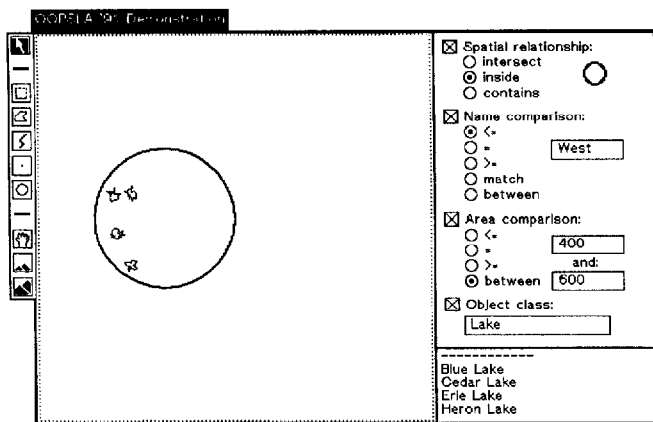 OOPSLA '91 Demonstration
Spatial relationship:
intersect
inside
contains
Name comparison:
<=
=
>=
match
between
West
Area comparison:
<=
=
>=
between
400
and:
600
Object class:
Lake
------------
Blue Lake
Cedar Lake
Erie Lake
Heron Lake